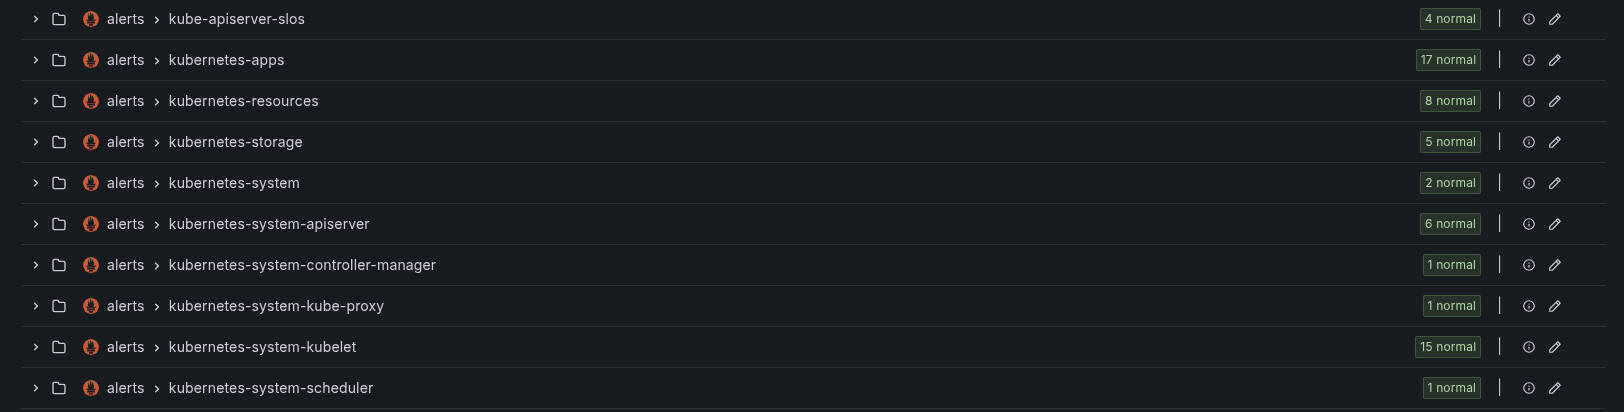 alerts > kube-apiserver-slos 4 normal
alerts > kubernetes-apps 17 normal
alerts > kubernetes-resources 8 normal
alerts > kubernetes-storage 5 normal
alerts > kubernetes-system 2 normal
alerts > kubernetes-system-apiserver 6 normal
alerts > kubernetes-system-controller-manager 1 normal
alerts > kubernetes-system-kube-proxy 1 normal
alerts > kubernetes-system-kubelet 15 normal
alerts > kubernetes-system-scheduler 1 normal